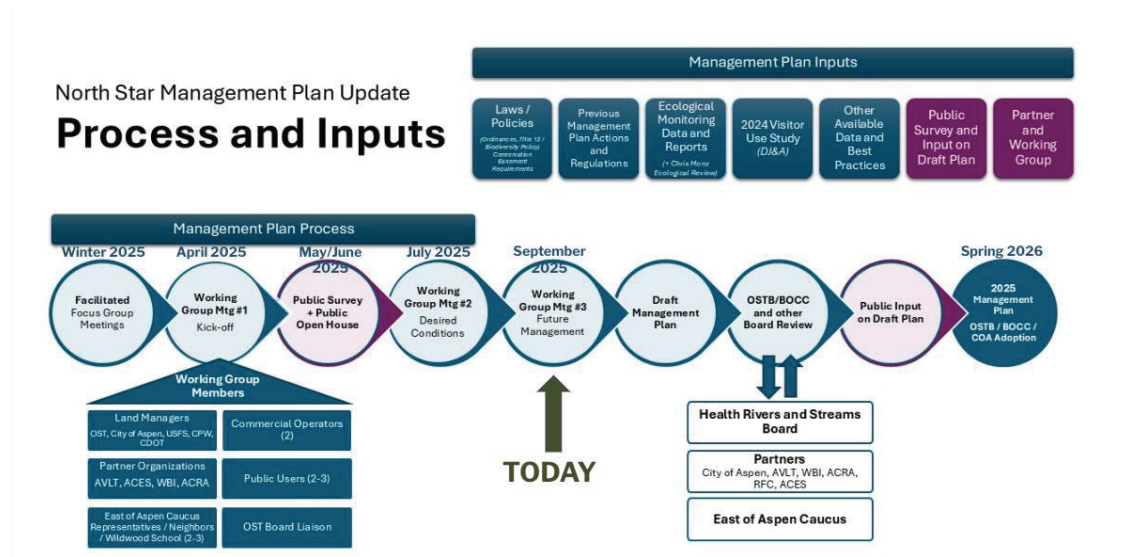 North Star Management Plan Update
Process and Inputs
Management Plan Inputs
Laws /
Policies
(Ordinances, Title 12 /
Biodiversity Policy)
Conservation
Easement
Requirements
Previous
Management
Plan Actions
and
Regulations
Ecological
Monitoring
Data and
Reports
(+ Chris Monz
Ecological Review)
2024 Visitor
Use Study
(DJ&A)
Other
Available
Data and
Best
Practices
Public
Survey and
Input on
Draft Plan
Partner
and
Working
Group
Management Plan Process
Winter 2025
Facilitated
Focus Group
Meetings
April 2025
Working
Group Mtg #1
Kick-off
May/June
2025
Public Survey
+ Public
Open House
July 2025
Working
Group Mtg #2
Desired
Conditions
September
2025
Working
Group Mtg #3
Future
Management
Draft
Management
Plan
OSTB/BOCC
and other
Board Review
Public Input
on Draft Plan
Spring 2026
2025
Management
Plan
OSTB / BOCC /
COA Adoption
Working Group
Members
Land Managers
OST, City of Aspen, USFS, CPW,
CDOT
Commercial Operators
(2)
Partner Organizations
AVLT, ACES, WBI, ACRA
Public Users (2-3)
East of Aspen Caucus
Representatives / Neighbors
/ Wildwood School (2-3)
OST Board Liaison
TODAY
Health Rivers and Streams
Board
Partners
City of Aspen, AVLT, WBI, ACRA,
RFC, ACES
East of Aspen Caucus